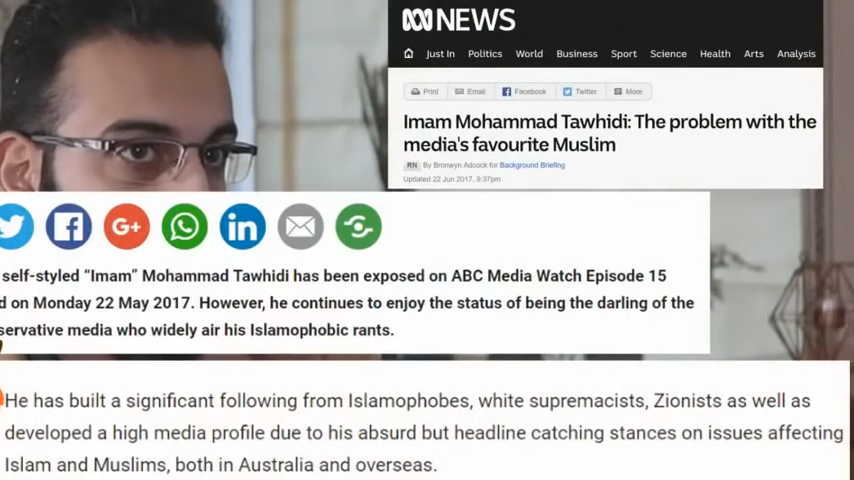 NEWS
Just In Politics World Business Sport Science Health Arts Analysis
Print Email Facebook Twitter More
Imam Mohammad Tawhidi: The problem with the
media's favourite Muslim
RN By Bronwyn Adcock for Background Briefing
Updated 22 Jun 2017, 9:37pm
G+ in
self-styled “Imam” Mohammad Tawhidi has been exposed on ABC Media Watch Episode 15
d on Monday 22 May 2017. However, he continues to enjoy the status of being the darling of the
servative media who widely air his Islamophobic rants.
He has built a significant following from Islamophobes, white supremacists, Zionists as well as
developed a high media profile due to his absurd but headline catching stances on issues affecting
Islam and Muslims, both in Australia and overseas.